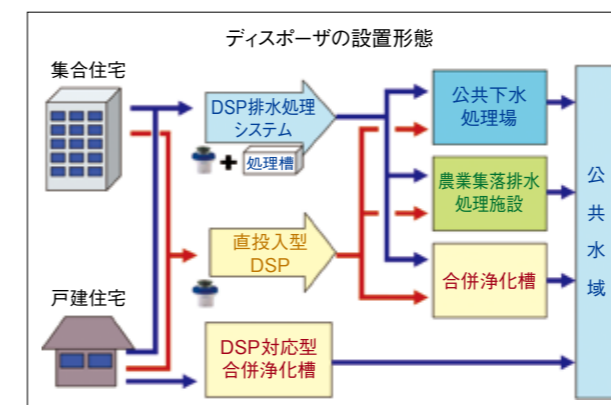 ディスポーザの設置形態
集合住宅
DSP排水処理
システム
+
処理槽
公共下水
処理場
農業集落排水
処理施設
直投入型
DSP
合併浄化槽
戸建住宅
DSP対応型
合併浄化槽
公共水域